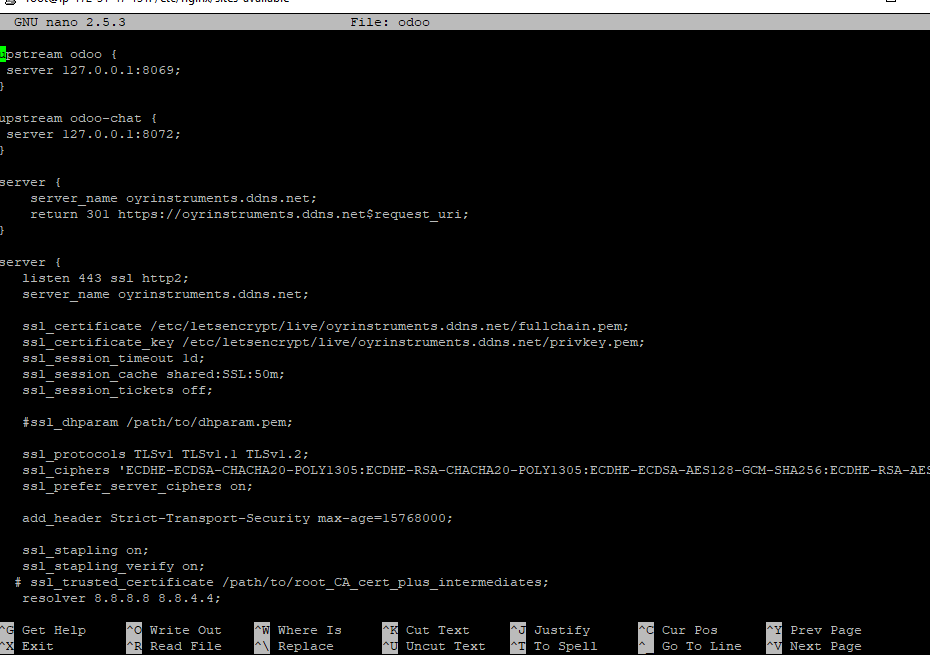 GNU nano 2.5.3 File: odoo
upstream odoo {
server 127.0.0.1:8069;
}
upstream odoo-chat {
server 127.0.0.1:8072;
}
server {
server_name oyrinstruments.ddns.net;
return 301 https://oyrinstruments.ddns.net$request_uri;
}
server {
listen 443 ssl http2;
server_name oyrinstruments.ddns.net;
ssl_certificate /etc/letsencrypt/live/oyrinstruments.ddns.net/fullchain.pem;
ssl_certificate_key /etc/letsencrypt/live/oyrinstruments.ddns.net/privkey.pem;
ssl_session_timeout 1d;
ssl_session_cache shared:SSL:50m;
ssl_session_tickets off;
#ssl_dhparam /path/to/dhparam.pem;
ssl_protocols TLSv1 TLSv1.1 TLSv1.2;
ssl_ciphers 'ECDHE-ECDSA-CHACHA20-POLY1305:ECDHE-RSA-CHACHA20-POLY1305:ECDHE-ECDSA-AES128-GCM-SHA256:ECDHE-RSA-AES
ssl_prefer_server_ciphers on;
add_header Strict-Transport-Security max-age=15768000;
ssl_stapling on;
ssl_stapling_verify on;
# ssl_trusted_certificate /path/to/root_CA_cert_plus_intermediates;
resolver 8.8.8.8 8.8.4.4;
^G Get Help ^O Write Out ^W Where Is ^K Cut Text ^J Justify ^C Cur Pos ^Y Prev Page
^X Exit ^R Read File ^\ Replace ^U Uncut Text ^T To Spell ^_ Go To Line ^V Next Page